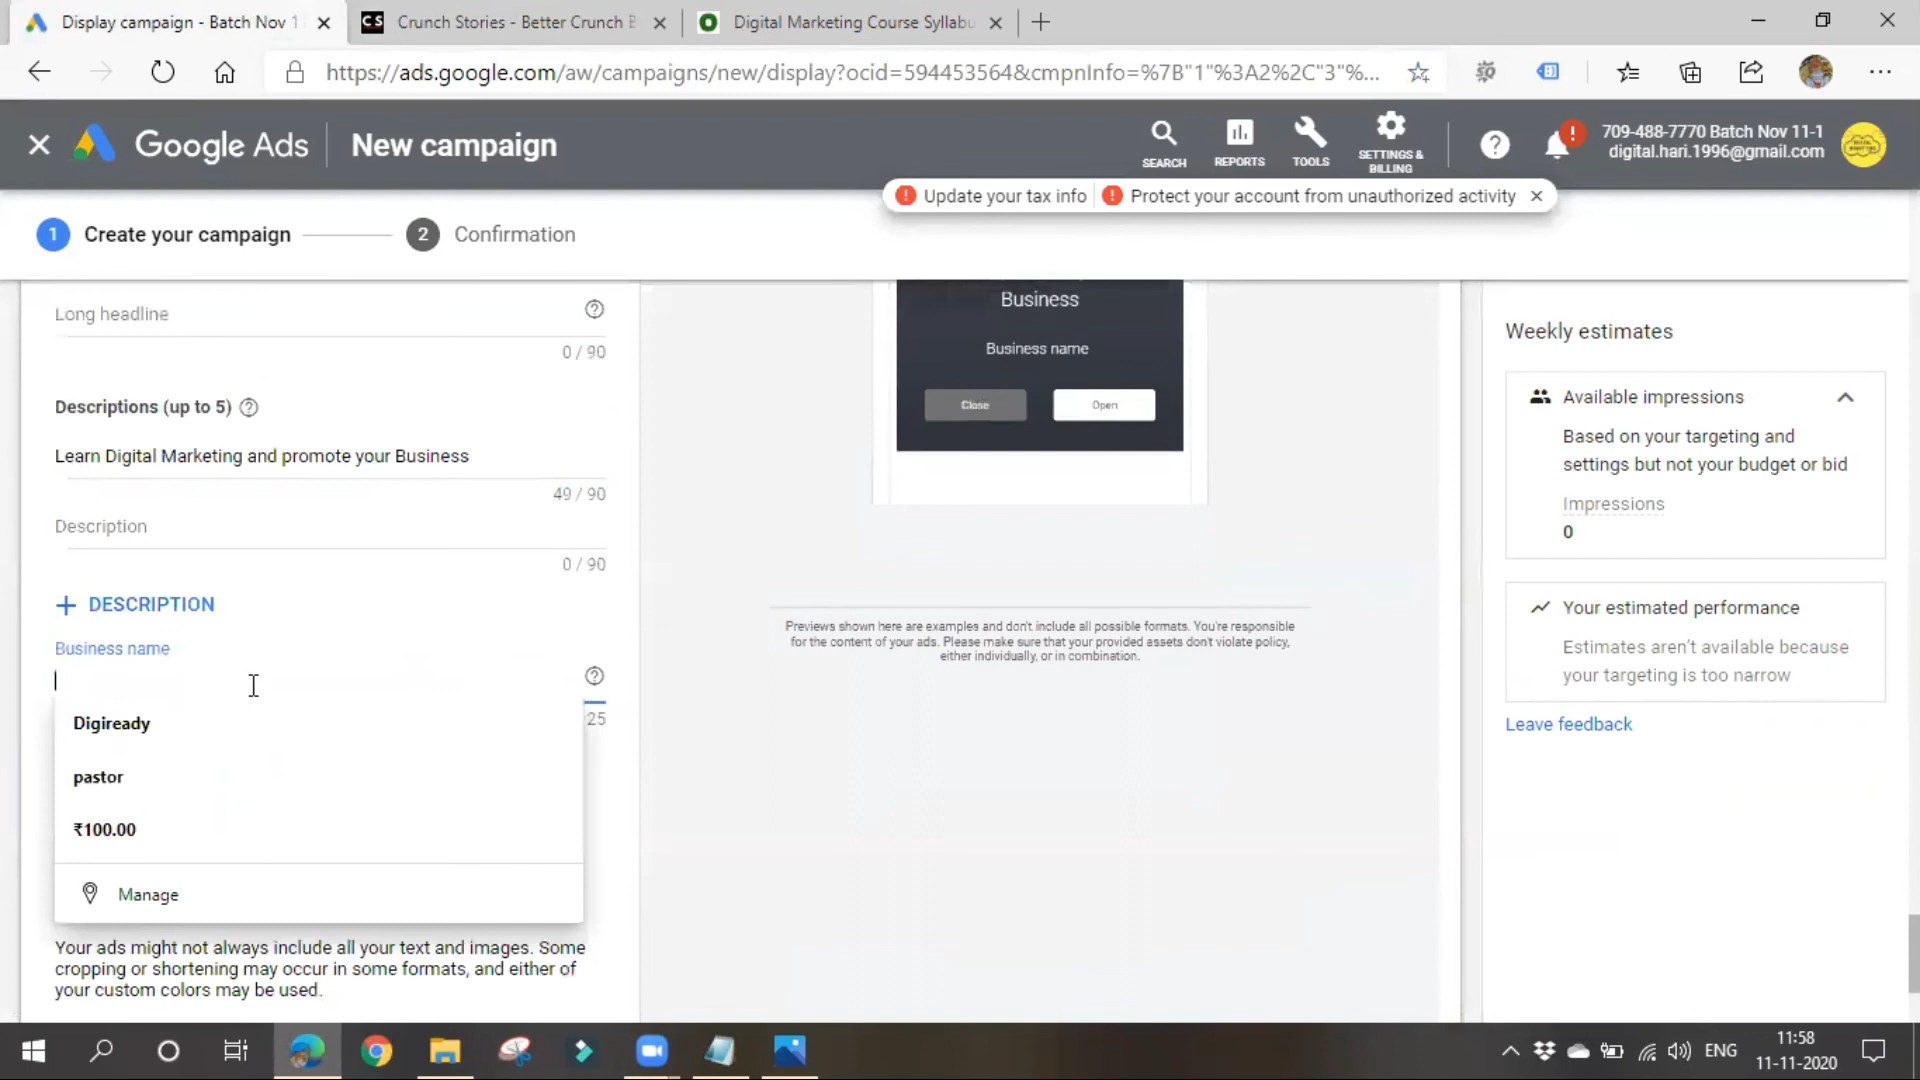 Display campaign - Batch Nov 1
Crunch Stories - Better Crunch B
Digital Marketing Course Syllabu
https://ads.google.com/aw/campaigns/new/display?ocid=594453564&cmpnInfo=%7B"1"%3A2%2C"3"%...
Google Ads
New campaign
SEARCH
REPORTS
TOOLS
SETTINGS & BILLING
709-488-7770 Batch Nov 11-1
digital.hari.1996@gmail.com
Update your tax info
Protect your account from unauthorized activity
1 Create your campaign
2 Confirmation
Long headline
0 / 90
Descriptions (up to 5)
Learn Digital Marketing and promote your Business
49 / 90
Description
0 / 90
+ DESCRIPTION
Business name
25
Digiready
pastor
₹100.00
Manage
Your ads might not always include all your text and images. Some
cropping or shortening may occur in some formats, and either of
your custom colors may be used.
Business
Business name
Close
Open
Previews shown here are examples and don't include all possible formats. You're responsible
for the content of your ads. Please make sure that your provided assets don't violate policy,
either individually, or in combination.
Weekly estimates
Available impressions
Based on your targeting and
settings but not your budget or bid
Impressions
0
Your estimated performance
Estimates aren't available because
your targeting is too narrow
Leave feedback
ENG
11:58
11-11-2020